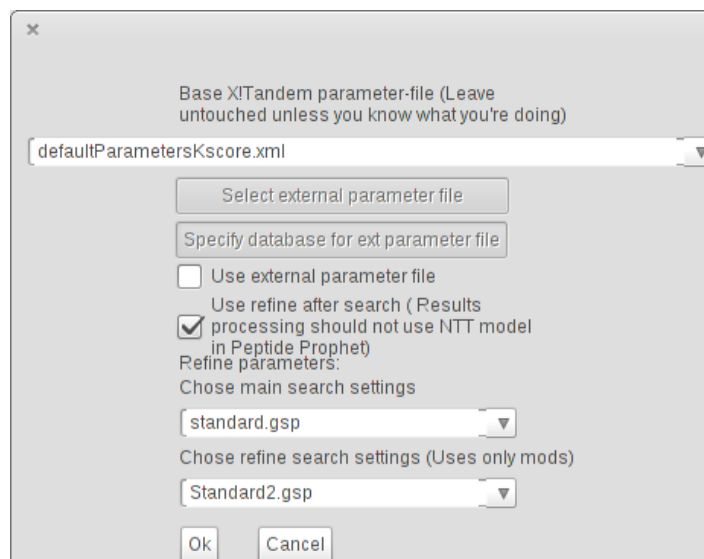 Base X!Tandem parameter-file (Leave
untouched unless you know what you're doing)
defaultParametersKscore.xml
Select external parameter file
Specify database for ext parameter file
Use external parameter file
Use refine after search ( Results
processing should not use NTT model
in Peptide Prophet)
Refine parameters:
Chose main search settings
standard.gsp
Chose refine search settings (Uses only mods)
Standard2.gsp
Ok
Cancel